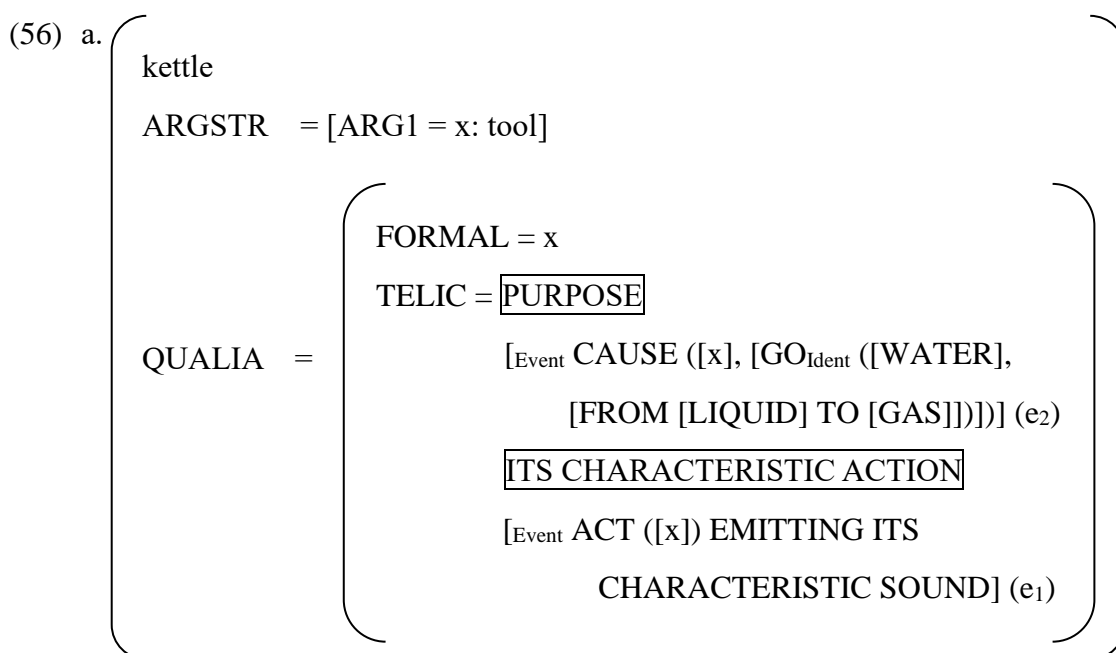 (56) a.
kettle
ARGSTR = [ARG1 = x: tool]
FORMAL = x
TELIC = PURPOSE
QUALIA = [Event CAUSE ([x], [GOIdent ([WATER],
[FROM [LIQUID] TO [GAS]])])] (e2)
ITS CHARACTERISTIC ACTION
[Event ACT ([x]) EMITTING ITS
CHARACTERISTIC SOUND] (e1)